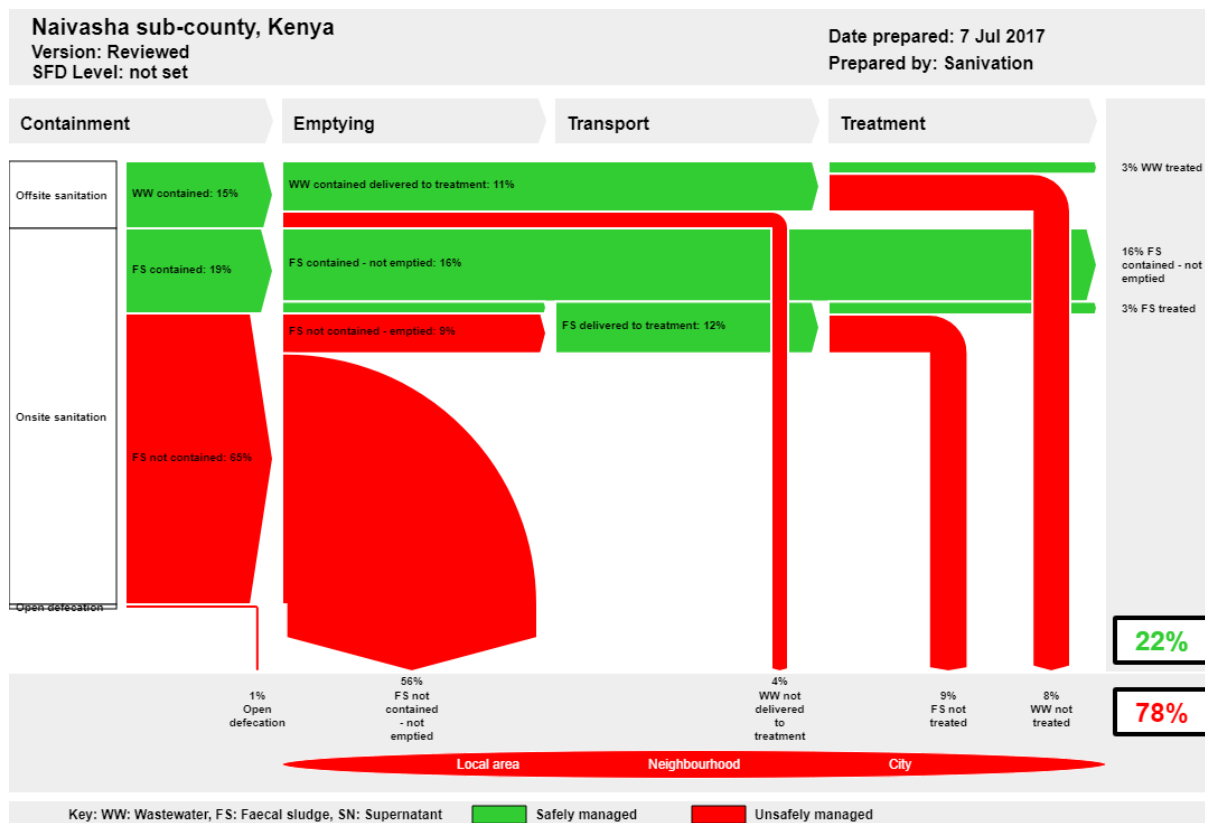 Naivasha sub-county, Kenya
Version: Reviewed
SFD Level: not set
Date prepared: 7 Jul 2017
Prepared by: Sanivation
Containment
Emptying
Transport
Treatment
Offsite sanitation
WW contained: 15%
WW contained delivered to treatment: 11%
3% WW treated
FS contained: 19%
FS contained - not emptied: 16%
16% FS
contained - not
emptied
3% FS treated
FS not contained - emptied: 9%
FS delivered to treatment: 12%
Onsite sanitation
FS not contained: 65%
Open defecation
22%
78%
1%
Open
defecation
56%
FS not
contained
- not
emptied
4%
WW not
delivered
to
treatment
9%
FS not
treated
8%
WW not
treated
Local area
Neighbourhood
City
Key: WW: Wastewater, FS: Faecal sludge, SN: Supernatant
Safely managed
Unsafely managed